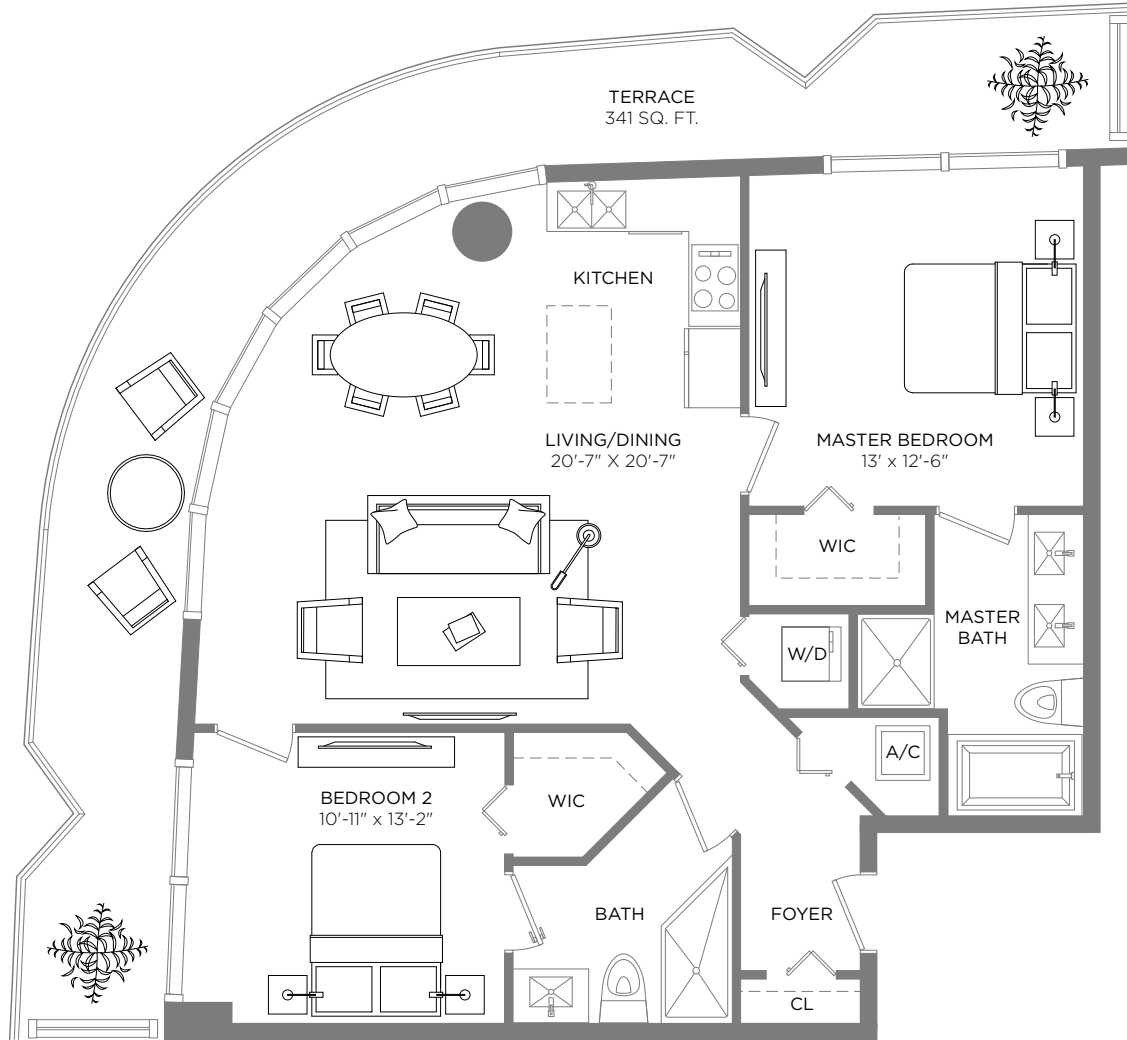 TERRACE
341 SQ. FT.
KITCHEN
LIVING/DINING
20'-7" X 20'-7"
MASTER BEDROOM
13' x 12'-6"
WIC
MASTER
BATH
W/D
A/C
BEDROOM 2
10'-11" x 13'-2"
WIC
BATH
FOYER
CL